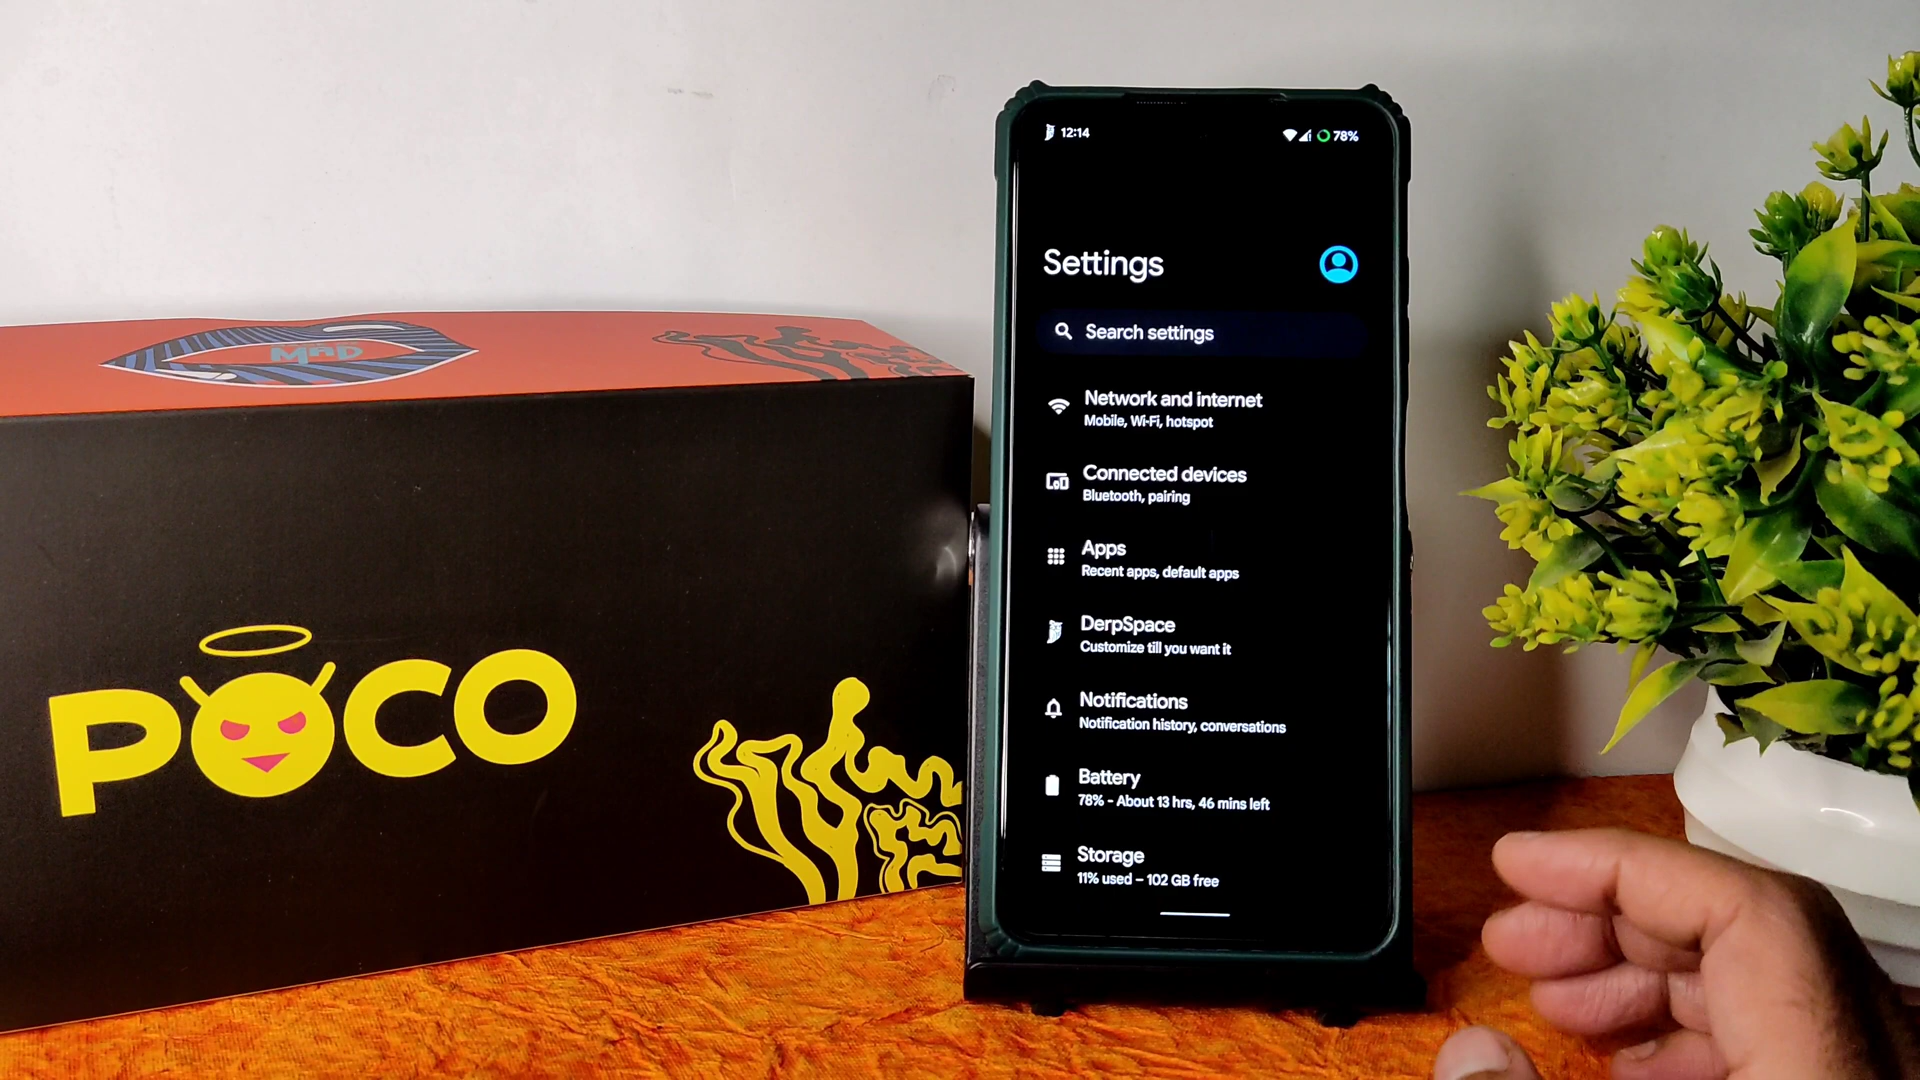 MAD
POCO
12:14
78%
Settings
Search settings
Network and internet
Mobile, Wi-Fi, hotspot
Connected devices
Bluetooth, pairing
Apps
Recent apps, default apps
DerpSpace
Customize till you want it
Notifications
Notification history, conversations
Battery
78% - About 13 hrs, 46 mins left
Storage
11% used – 102 GB free